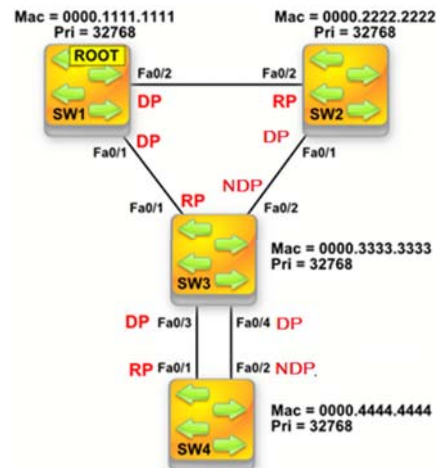 Mac = 0000.1111.1111
Pri = 32768
Mac = 0000.2222.2222
Pri = 32768
ROOT
Fa0/2
Fa0/2
DP
RP
SW1
SW2
DP
DP
Fa0/1
Fa0/1
NDP
Fa0/1
RP
Fa0/2
Mac = 0000.3333.3333
Pri = 32768
SW3
DP Fa0/3
Fa0/4 DP
RP Fa0/1
Fa0/2 NDP.
Mac = 0000.4444.4444
Pri = 32768
SW4